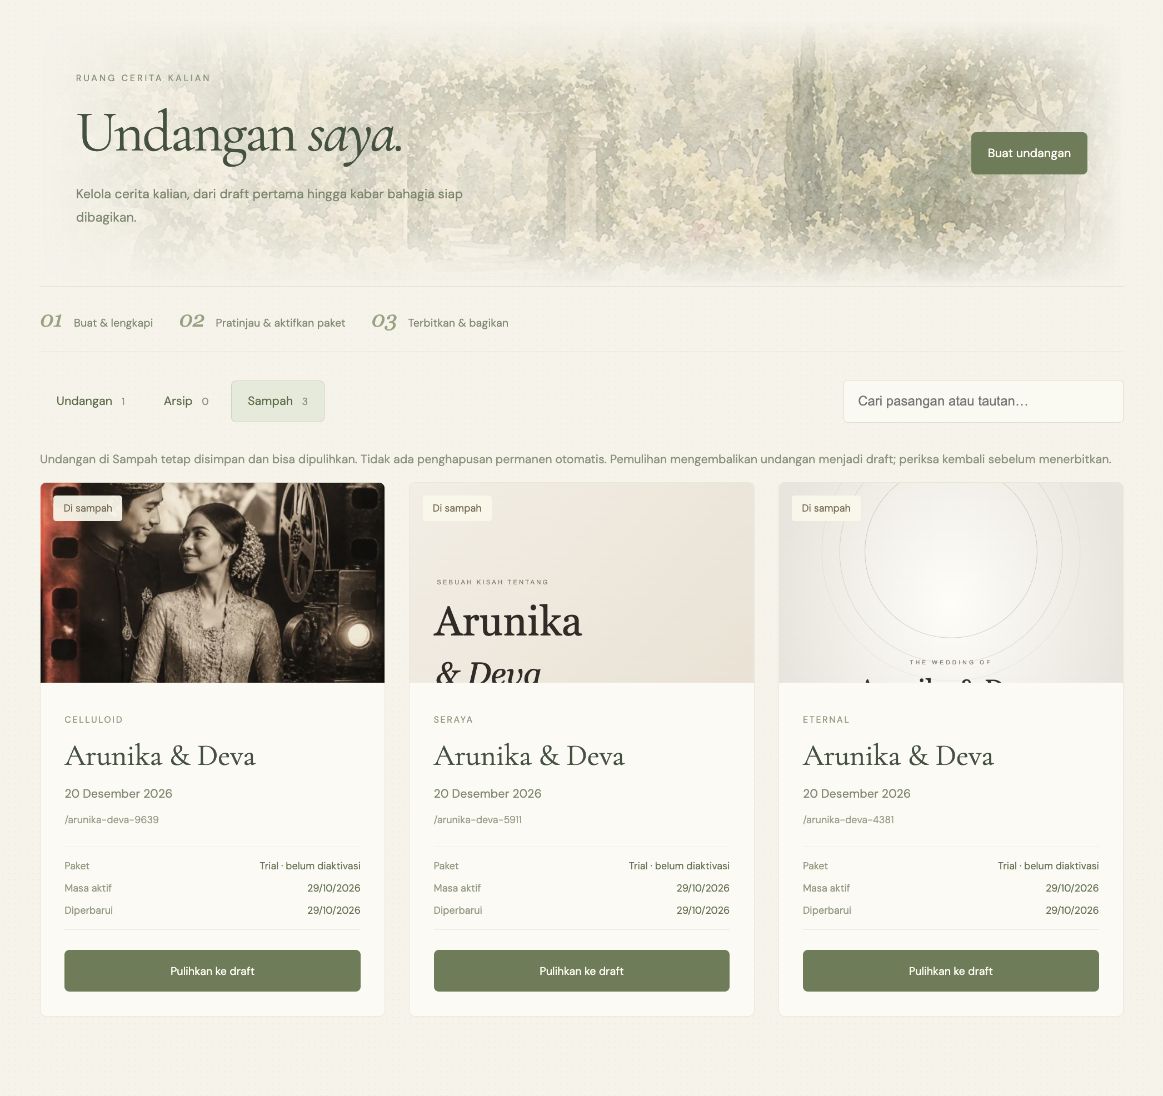 RUANG CERITA KALIAN
Undangan saya.
Kelola cerita kalian, dari draft pertama hingga kabar bahagia siap
dibagikan.
Buat undangan
01 Buat & lengkapi 02 Pratinjau & aktifkan paket 03 Terbitkan & bagikan
Undangan 1 Arsip 0 Sampah 3
Cari pasangan atau tautan...
Undangan di Sampah tetap disimpan dan bisa dipulihkan. Tidak ada penghapusan permanen otomatis. Pemulihan mengembalikan undangan menjadi draft; periksa kembali sebelum menerbitkan.
Di sampah
CELLULOID
Arunika & Deva
20 Desember 2026
/arunika-deva-9639
Paket Trial · belum diaktivasi
Masa aktif 29/10/2026
Diperbarui 29/10/2026
Pulihkan ke draft
Di sampah
SEBUAH KISAH TENTANG
Arunika
& Deva
SERAYA
Arunika & Deva
20 Desember 2026
/arunika-deva-5911
Paket Trial · belum diaktivasi
Masa aktif 29/10/2026
Diperbarui 29/10/2026
Pulihkan ke draft
Di sampah
THE WEDDING OF
ETERNAL
Arunika & Deva
20 Desember 2026
/arunika-deva-4381
Paket Trial · belum diaktivasi
Masa aktif 29/10/2026
Diperbarui 29/10/2026
Pulihkan ke draft